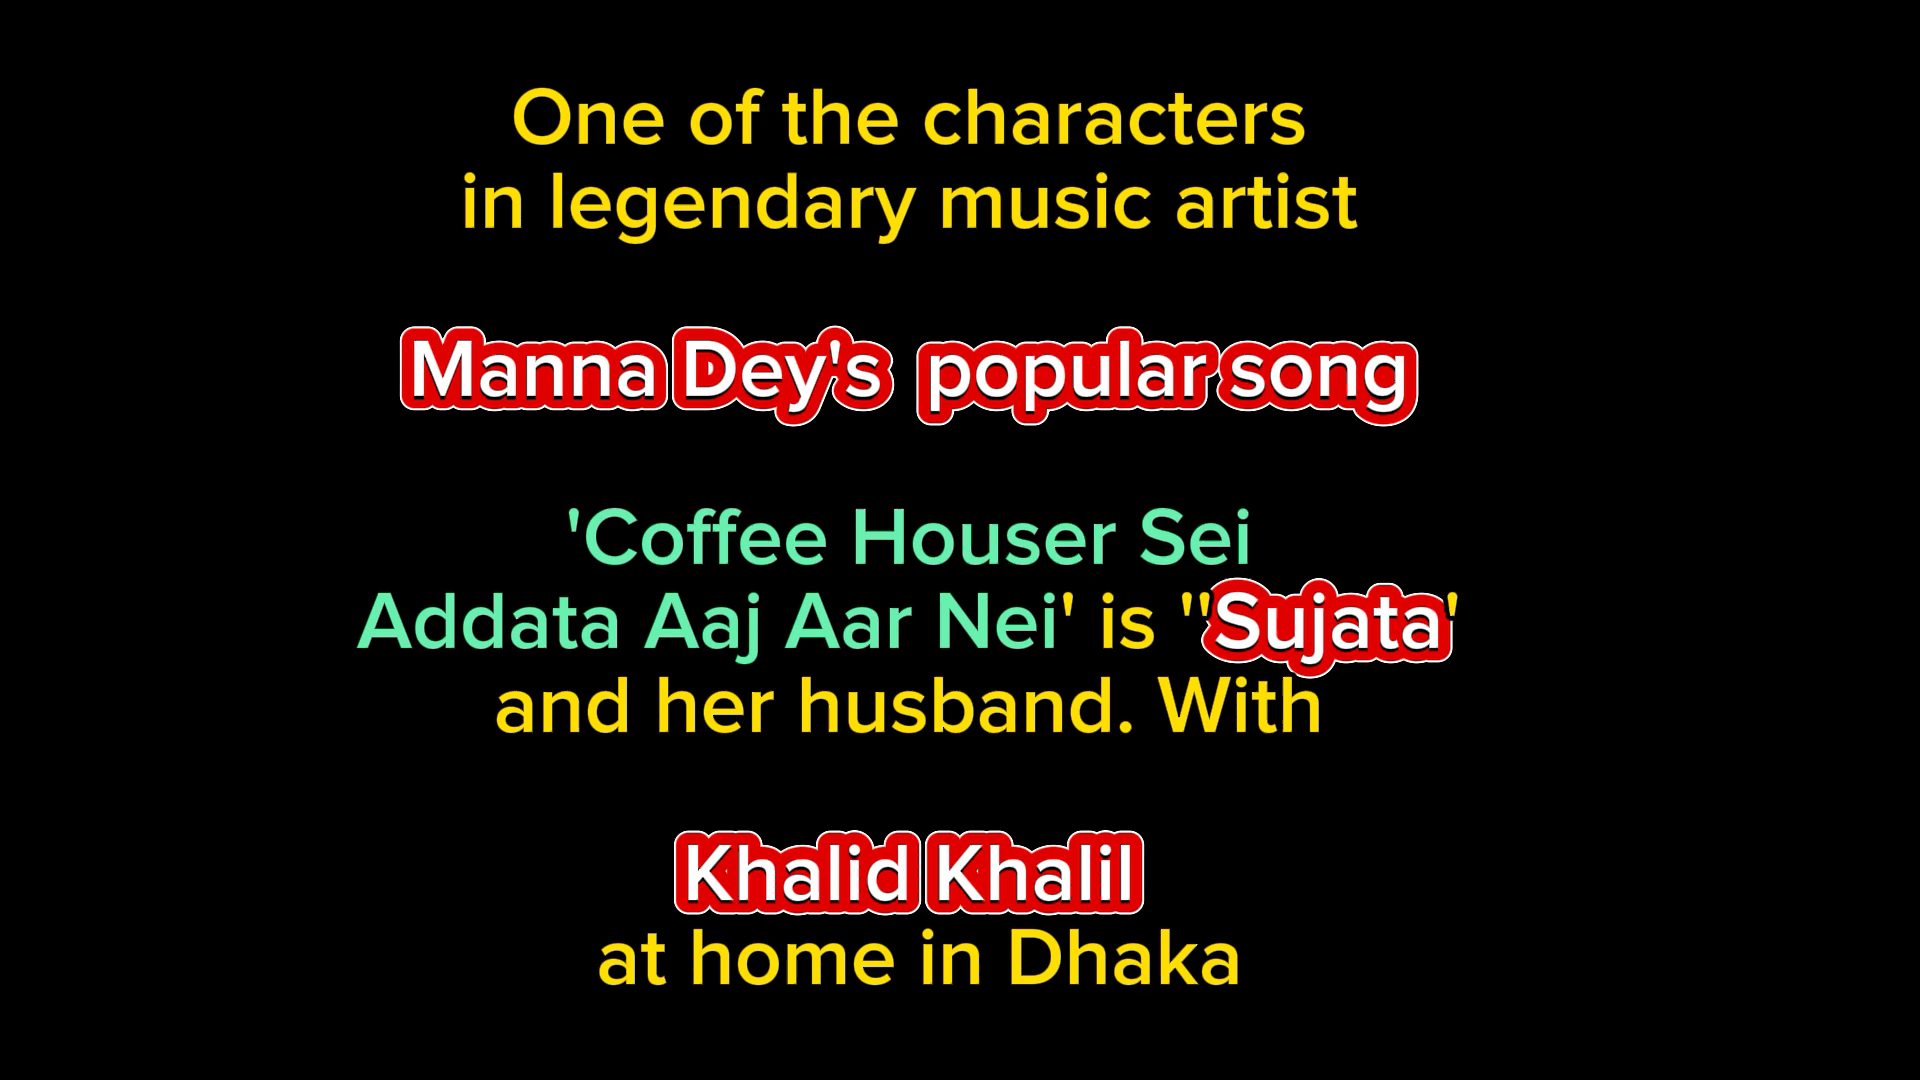 One of the characters
in legendary music artist
Manna Dey's  popular song
'Coffee Houser Sei
Addata Aaj Aar Nei' is ''Sujata'
and her husband. With
Khalid Khalil
at home in Dhaka